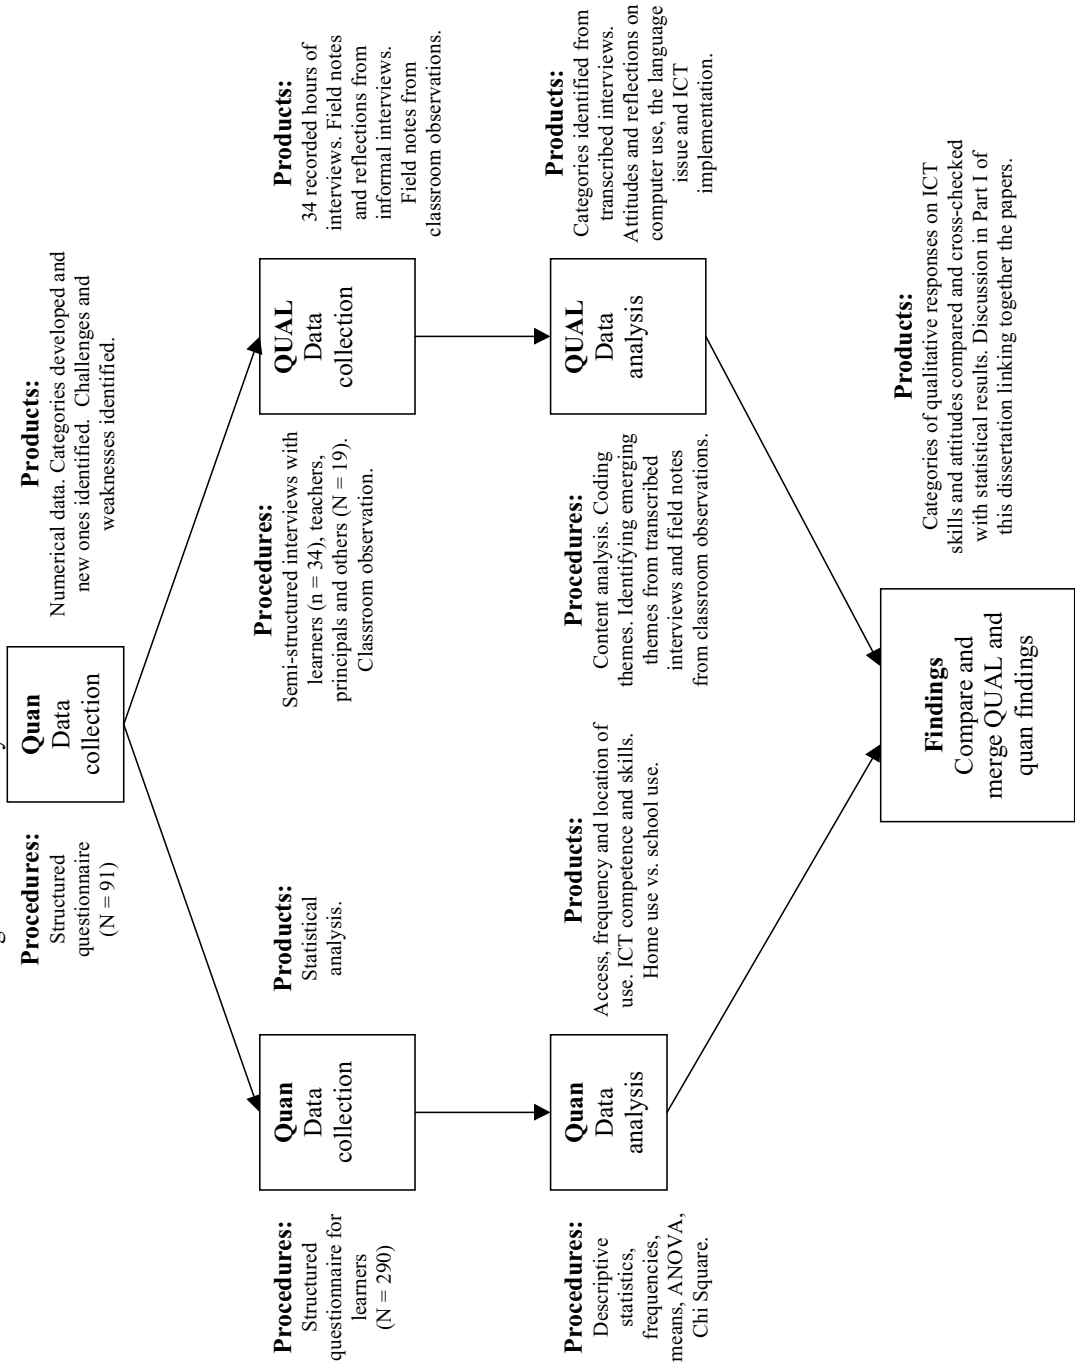 Procedures:
Structured
questionnaire
(N = 91)
Quan
Data
collection
Products:
Numerical data. Categories developed and
new ones identified. Challenges and
weaknesses identified.
Procedures:
Structured
questionnaire for
learners
(N = 290)
Quan
Data
collection
Products:
Statistical
analysis.
Procedures:
Semi-structured interviews with
learners (n = 34), teachers,
principals and others (N = 19).
Classroom observation.
QUAL
Data
collection
Products:
34 recorded hours of
interviews. Field notes
and reflections from
informal interviews.
Field notes from
classroom observations.
Procedures:
Descriptive
statistics,
frequencies,
means, ANOVA,
Chi Square.
Quan
Data
analysis
Products:
Access, frequency and location of
use. ICT competence and skills.
Home use vs. school use.
Procedures:
Content analysis. Coding
themes. Identifying emerging
themes from transcribed
interviews and field notes
from classroom observations.
QUAL
Data
analysis
Products:
Categories identified from
transcribed interviews.
Attitudes and reflections on
computer use, the language
issue and ICT
implementation.
Findings
Compare and
merge QUAL and
quan findings
Products:
Categories of qualitative responses on ICT
skills and attitudes compared and cross-checked
with statistical results. Discussion in Part I of
this dissertation linking together the papers.